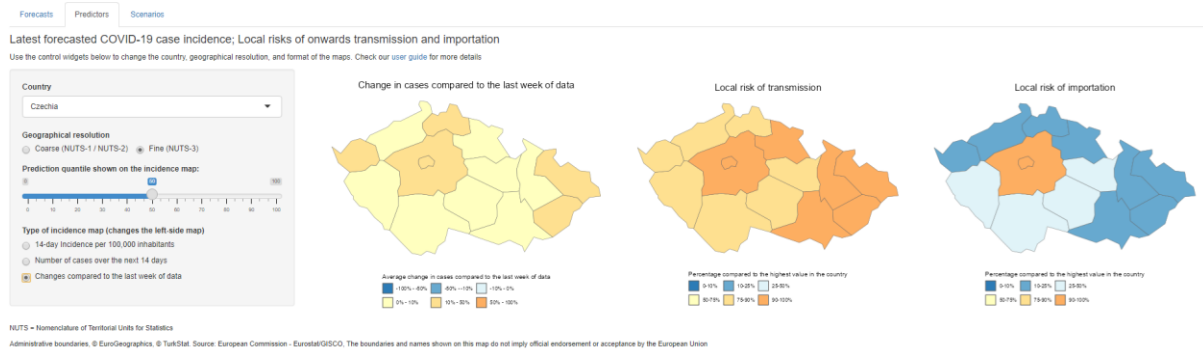 Forecasts Predictors Scenarios
Latest forecasted COVID-19 case incidence; Local risks of onwards transmission and importation
Use the control widgets below to change the country, geographical resolution, and format of the maps. Check our user guide for more details
Country
Czechia
Geographical resolution
Coarse (NUTS-1 / NUTS-2) Fine (NUTS-3)
Prediction quantile shown on the incidence map:
0 50 100
0 10 20 30 40 50 60 70 80 90 100
Type of incidence map (changes the left-side map)
14-day Incidence per 100,000 inhabitants
Number of cases over the next 14 days
Changes compared to the last week of data
Change in cases compared to the last week of data
Average change in cases compared to the last week of data
-100% - -50% -50% - -10% -10% - 0%
0% - 10% 10% - 50% 50% - 100%
Local risk of transmission
Percentage compared to the highest value in the country
0-10% 10-25% 25-50%
50-75% 75-90% 90-100%
Local risk of importation
Percentage compared to the highest value in the country
0-10% 10-25% 25-50%
50-75% 75-90% 90-100%
NUTS = Nomenclature of Territorial Units for Statistics
Administrative boundaries: © EuroGeographics, © TurkStat. Source: European Commission - Eurostat/GISCO, The boundaries and names shown on this map do not imply official endorsement or acceptance by the European Union